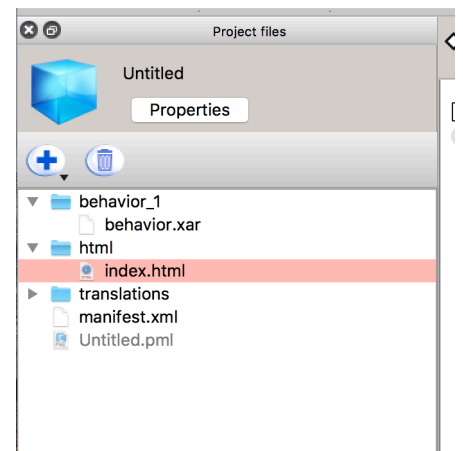 Project files
Untitled
Properties
behavior_1
behavior.xar
html
index.html
translations
manifest.xml
Untitled.pml